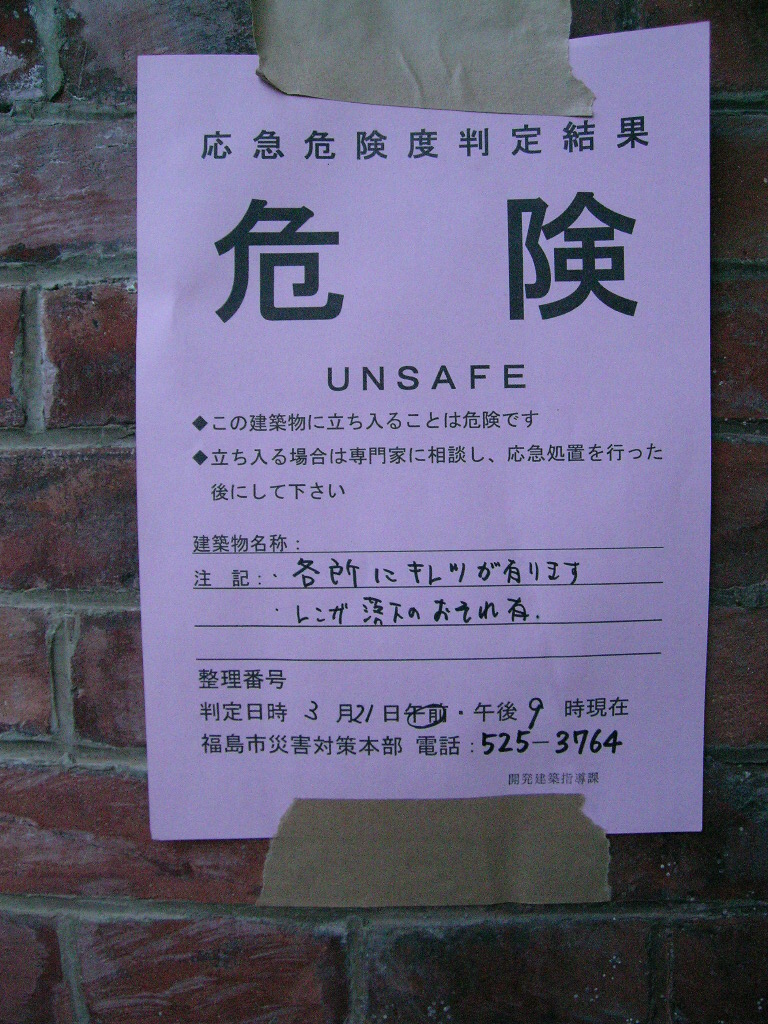 応急危険度判定結果
危険
UNSAFE
◆この建築物に立ち入ることは危険です
◆立ち入る場合は専門家に相談し、応急処置を行った
後にして下さい
建築物名称：
注 記：・各所にキレツが有ります
・レンガ落下のおそれ有.
整理番号
判定日時 3 月21日午前・午後9 時現在
福島市災害対策本部 電話：525-3764
開発建築指導課